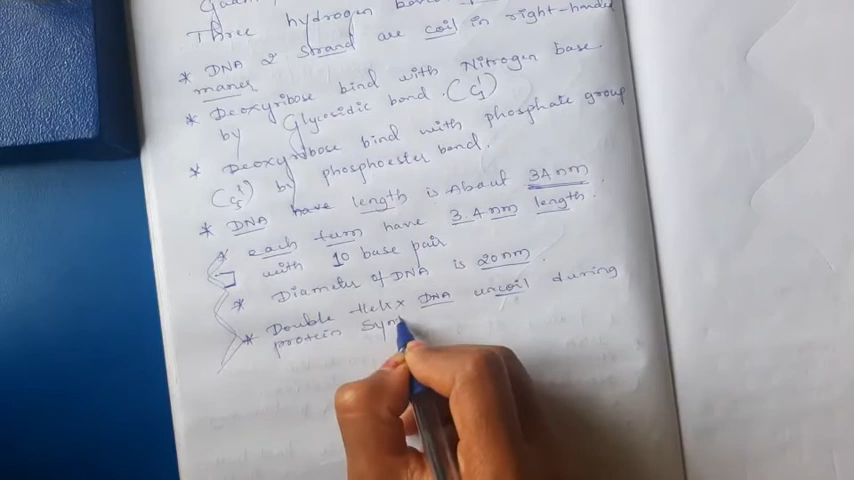 Three hydrogen bond
* DNA 2 strand are coil in right-handed
maner
* Deoxyribose bind with Nitrogen base
by Glycosidic bond. (C1')
* Deoxyribose bind with phosphate group
(C5') by phosphoester bond.
* DNA have length is About 34 nm.
* each turn have 3.4 nm length.
with 10 base pair
* Diameter of DNA is 20 nm.
* Double Helix DNA uncoil during
protein Syn